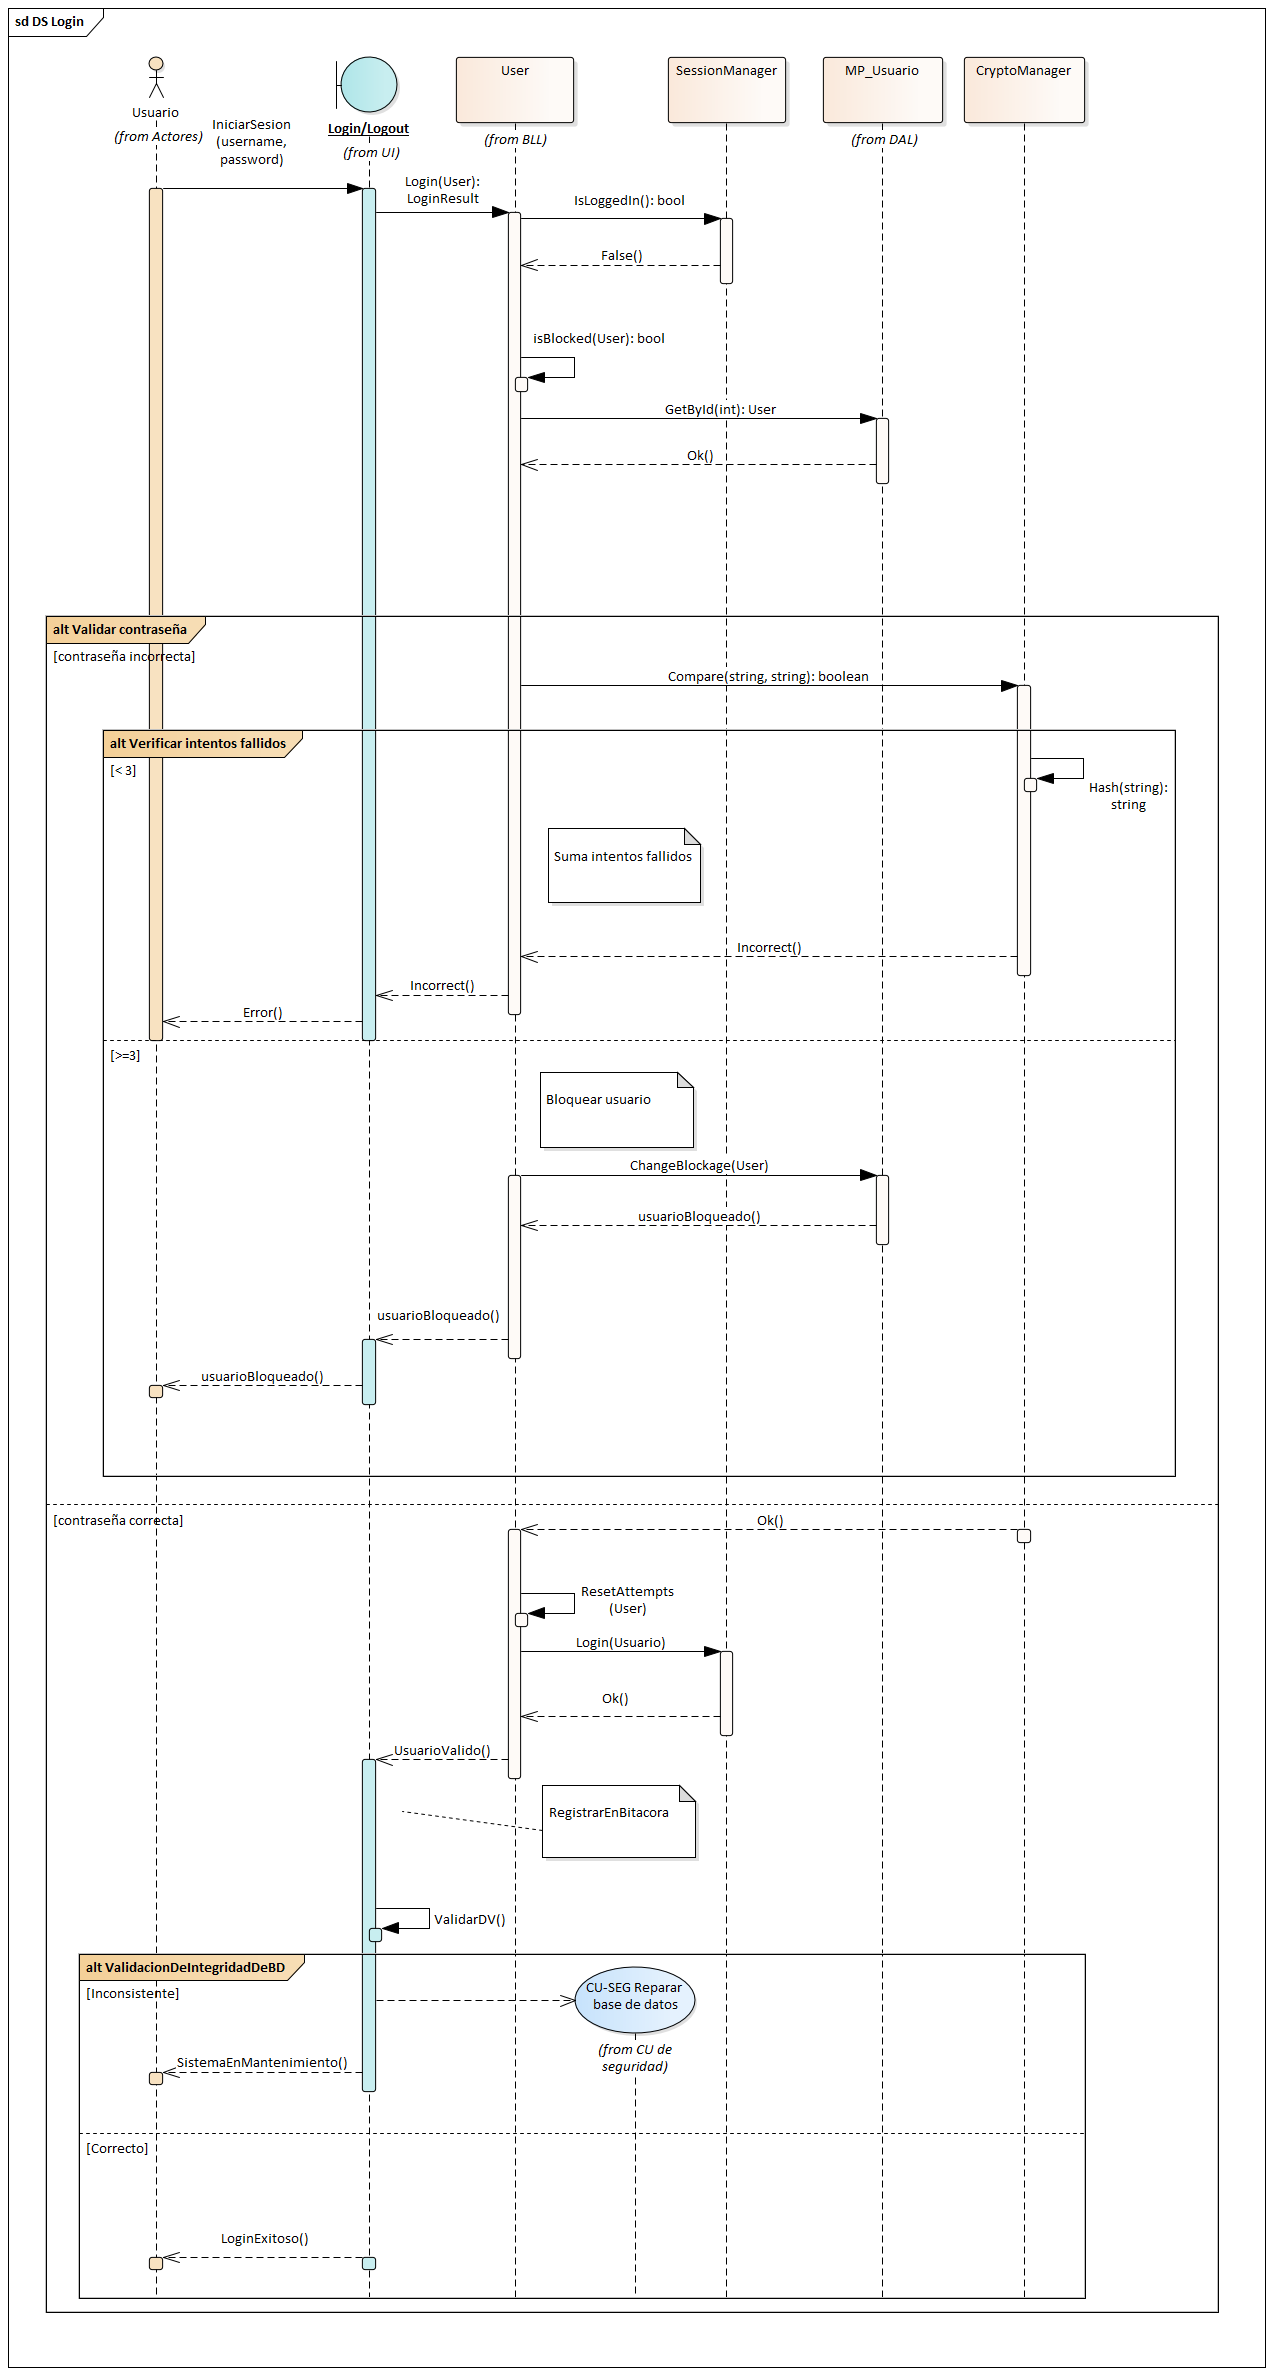 sd DS Login
Usuario
(from Actores)
Login/Logout
(from UI)
User
(from BLL)
SessionManager
MP_Usuario
(from DAL)
CryptoManager
IniciarSesion
(username,
password)
Login(User):
LoginResult
IsLoggedIn(): bool
False()
isBlocked(User): bool
GetById(int): User
Ok()
alt Validar contraseña
[contraseña incorrecta]
Compare(string, string): boolean
alt Verificar intentos fallidos
[< 3]
Hash(string):
string
Suma intentos fallidos
Incorrect()
Incorrect()
Error()
[>=3]
Bloquear usuario
ChangeBlockage(User)
usuarioBloqueado()
usuarioBloqueado()
usuarioBloqueado()
[contraseña correcta]
Ok()
ResetAttempts
(User)
Login(Usuario)
Ok()
UsuarioValido()
RegistrarEnBitacora
ValidarDV()
alt ValidacionDeIntegridadDeBD
[Inconsistente]
CU-SEG Reparar
base de datos
(from CU de
seguridad)
SistemaEnMantenimiento()
[Correcto]
LoginExitoso()